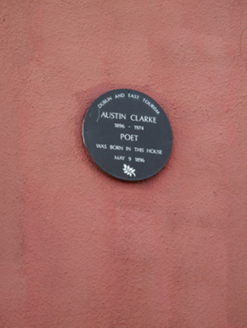 DUBLIN AND EAST TOURISM
AUSTIN CLARKE
1896 - 1974
POET
WAS BORN IN THIS HOUSE
MAY 9 1896